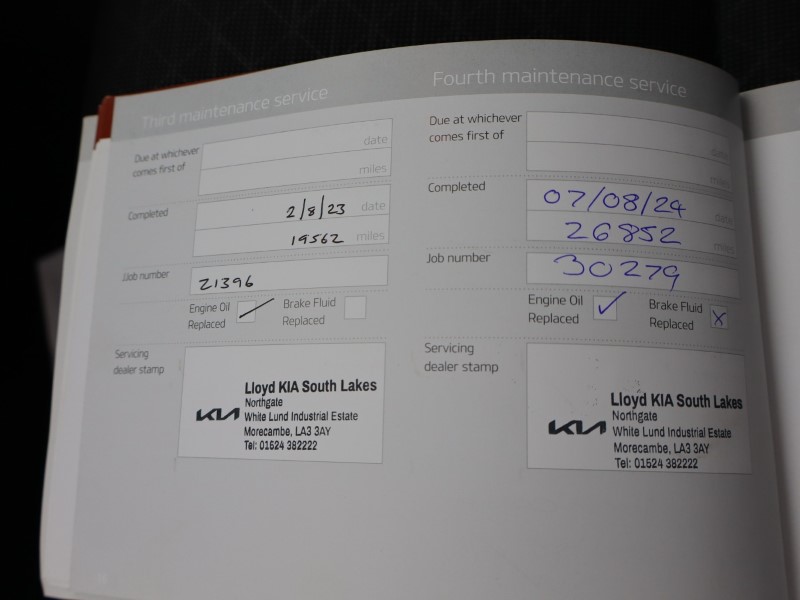 Third maintenance service
Due at whichever
comes first of
date
miles
Completed
2/8/23 date
19562 miles
Job number
21396
Engine Oil
Replaced
Brake Fluid
Replaced
Servicing
dealer stamp
KIA
Lloyd KIA South Lakes
Northgate
White Lund Industrial Estate
Morecambe, LA3 3AY
Tel: 01524 382222
Fourth maintenance service
Due at whichever
comes first of
date
miles
Completed
07/08/24 date
26852 miles
Job number
30279
Engine Oil
Replaced
Brake Fluid
Replaced
X
Servicing
dealer stamp
KIA
Lloyd KIA South Lakes
Northgate
White Lund Industrial Estate
Morecambe, LA3 3AY
Tel: 01524 382222